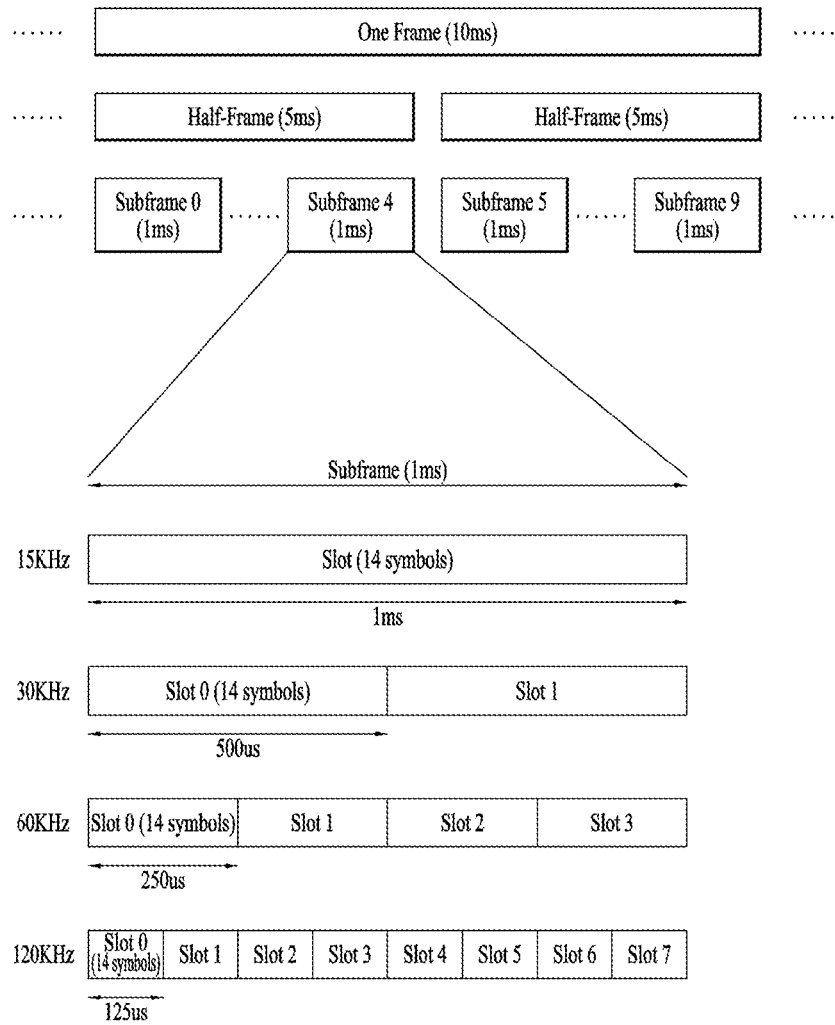 One Frame (10ms)
Half-Frame (5ms) Half-Frame (5ms)
Subframe 0 Subframe 4 Subframe 5 Subframe 9
(1ms) (1ms) (1ms) (1ms)
Subframe (1ms)
15KHz Slot (14 symbols)
1ms
30KHz Slot 0 (14 symbols) Slot 1
500us
60KHz Slot 0 (14 symbols) Slot 1 Slot 2 Slot 3
250us
120KHz Slot 0 (14 symbols) Slot 1 Slot 2 Slot 3 Slot 4 Slot 5 Slot 6 Slot 7
125us